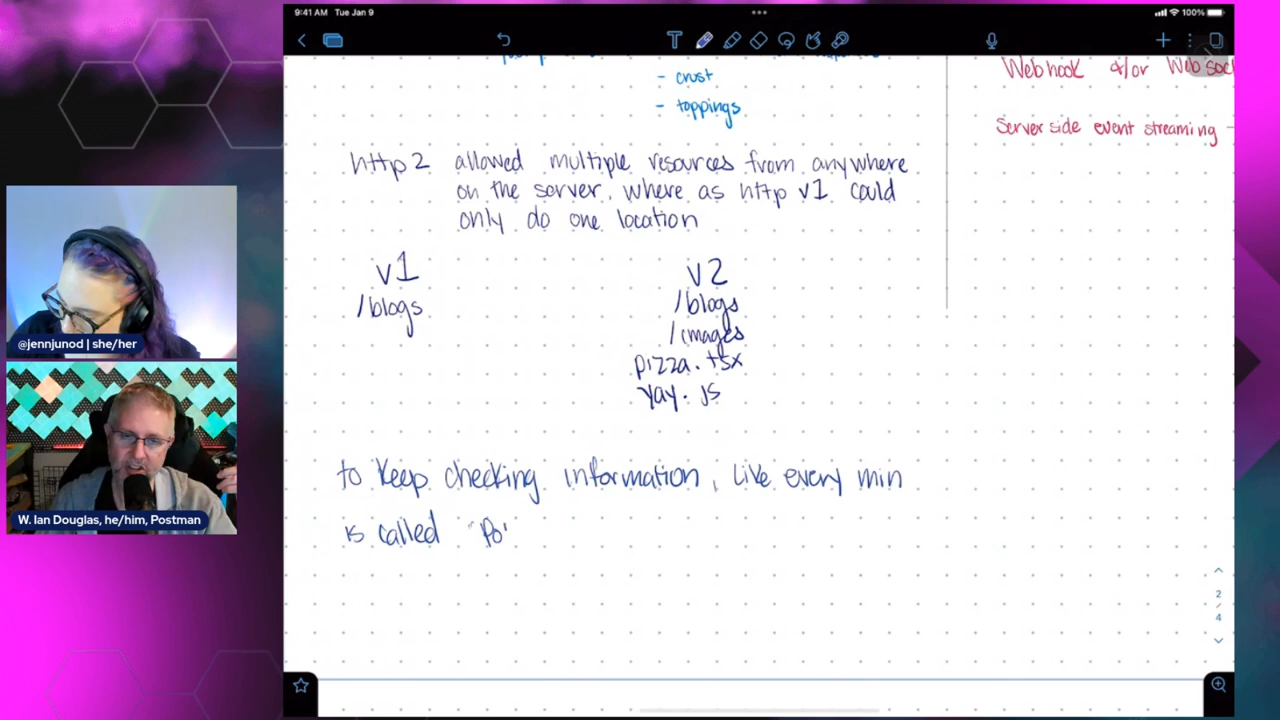 9:41 AM Tue Jan 9
100%
- crust
- toppings
Webhook &/or
Server side event streaming
http2 allowed multiple resources from anywhere
on the server, where as http v1 could
only do one location
v1
/blogs
v2
/blogs
/images
pizza.tsx
yay.js
to keep checking information, like every min
is called "Po
2
/
4
@jennjunod | she/her
W. Ian Douglas, he/him, Postman